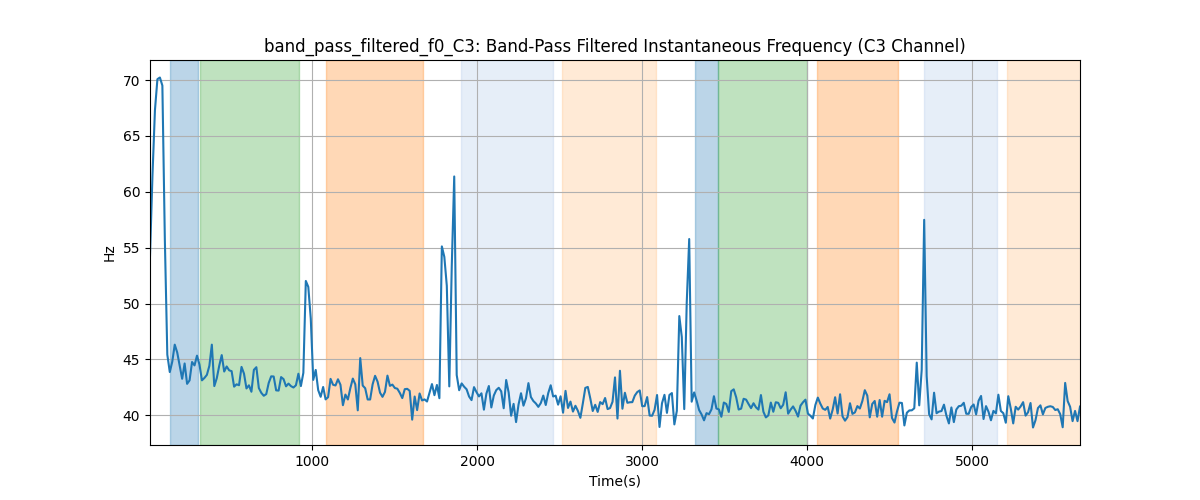 band_pass_filtered_f0_C3: Band-Pass Filtered Instantaneous Frequency (C3 Channel)
70
65
60
55
50
45
40
Hz
1000 2000 3000 4000 5000
Time(s)